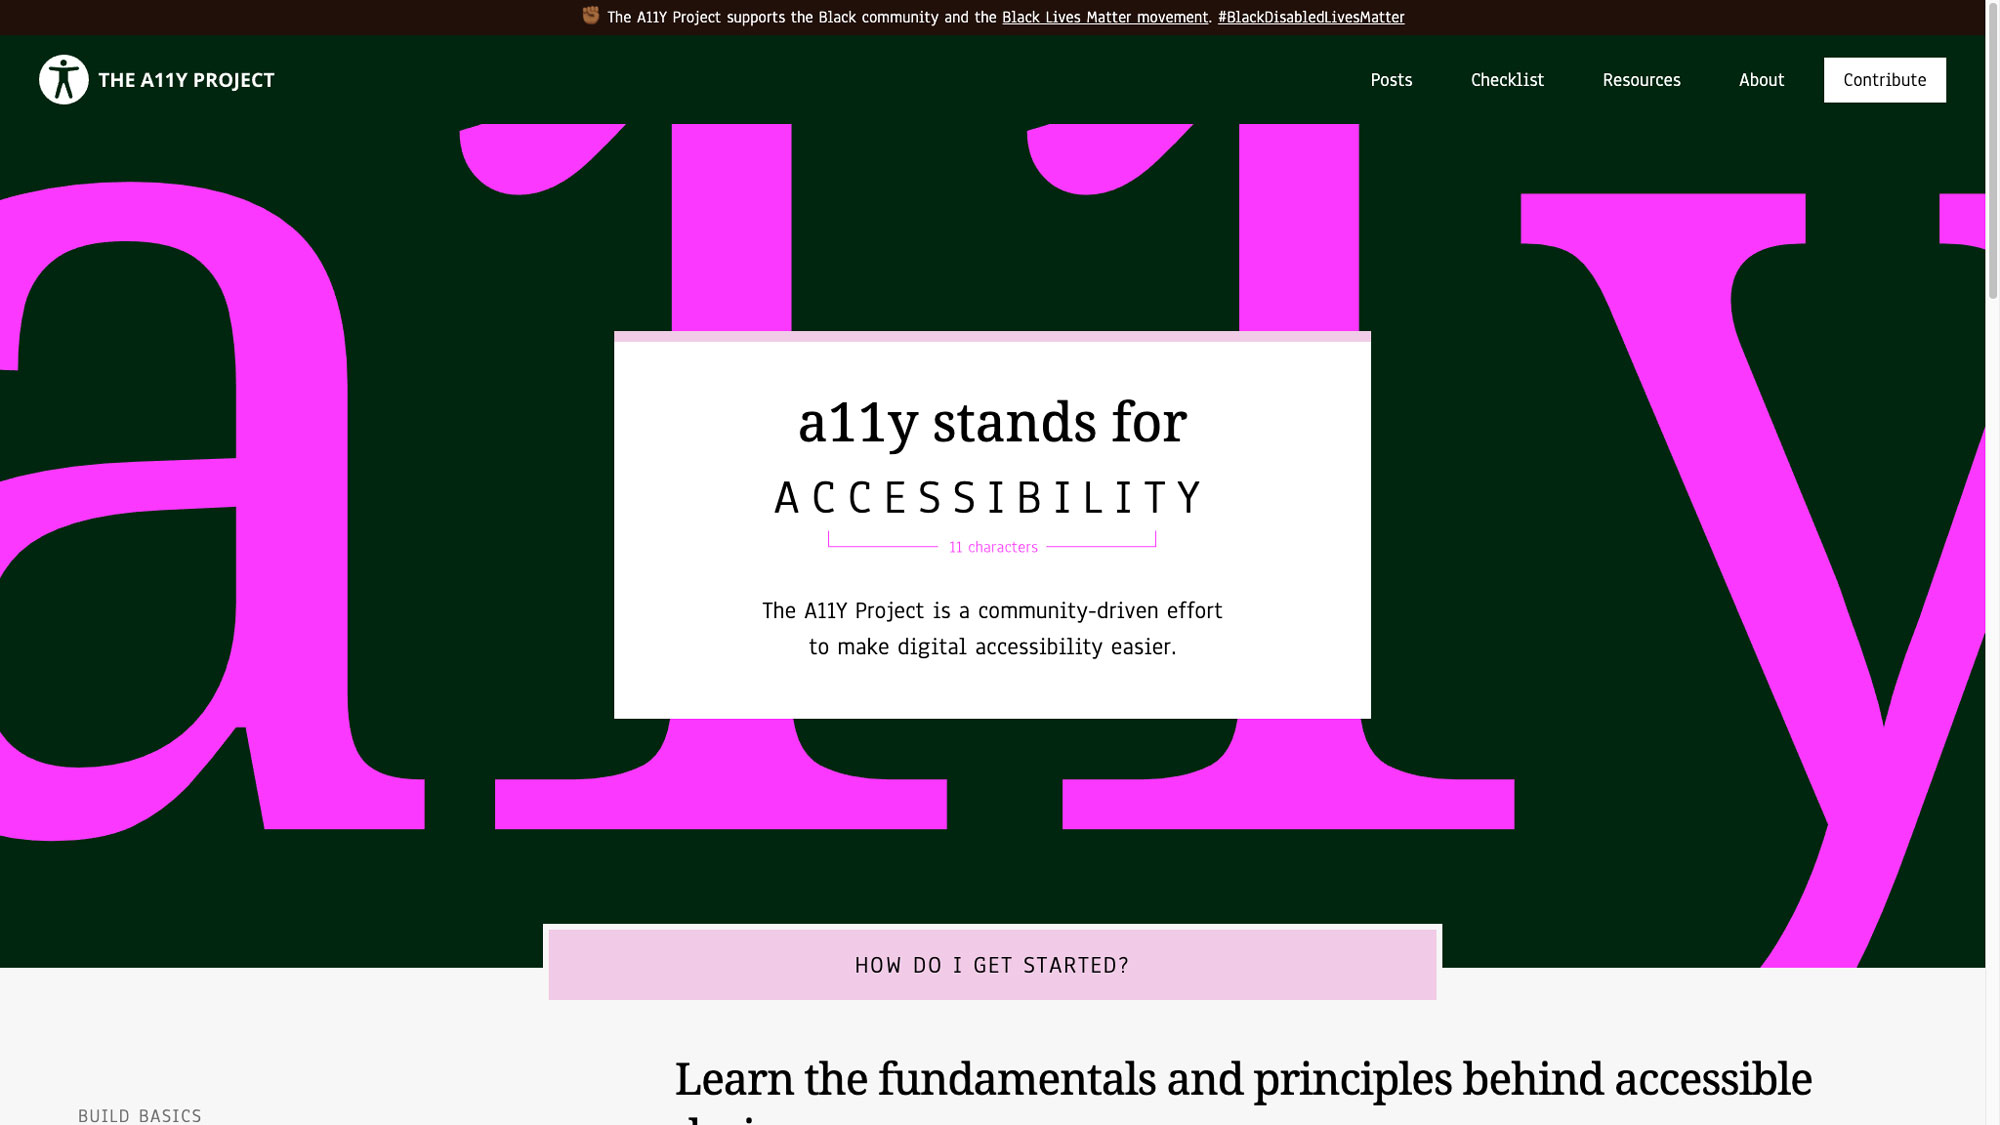 ✊🏾 The A11Y Project supports the Black community and the Black Lives Matter movement. #BlackDisabledLivesMatter
THE A11Y PROJECT
Posts
Checklist
Resources
About
Contribute
a11y
a11y stands for
ACCESSIBILITY
11 characters
The A11Y Project is a community-driven effort
to make digital accessibility easier.
HOW DO I GET STARTED?
BUILD BASICS
Learn the fundamentals and principles behind accessible